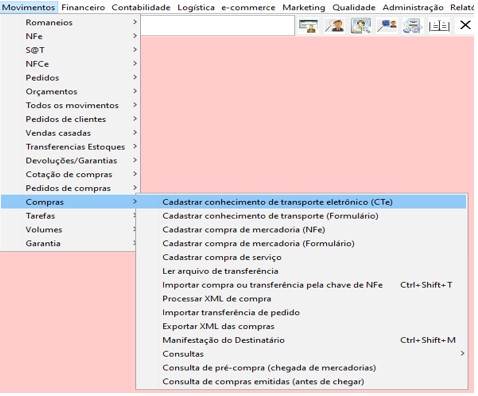 Movimentos Financeiro Contabilidade Logística e-commerce Marketing Qualidade Administração Relató
Romaneios >
NFe >
S@T >
NFCe >
Pedidos >
Orçamentos >
Todos os movimentos >
Pedidos de clientes >
Vendas casadas >
Transferencias Estoques >
Devoluções/Garantias >
Cotação de compras >
Pedidos de compras >
Compras >
Tarefas >
Volumes >
Garantia >
Cadastrar conhecimento de transporte eletrônico (CTe)
Cadastrar conhecimento de transporte (Formulário)
Cadastrar compra de mercadoria (NFe)
Cadastrar compra de mercadoria (Formulário)
Cadastrar compra de serviço
Ler arquivo de transferência
Importar compra ou transferência pela chave de NFe Ctrl+Shift+T
Processar XML de compra
Importar transferência de pedido
Exportar XML das compras
Manifestação do Destinatário Ctrl+Shift+M
Consultas >
Consulta de pré-compra (chegada de mercadorias)
Consulta de compras emitidas (antes de chegar)